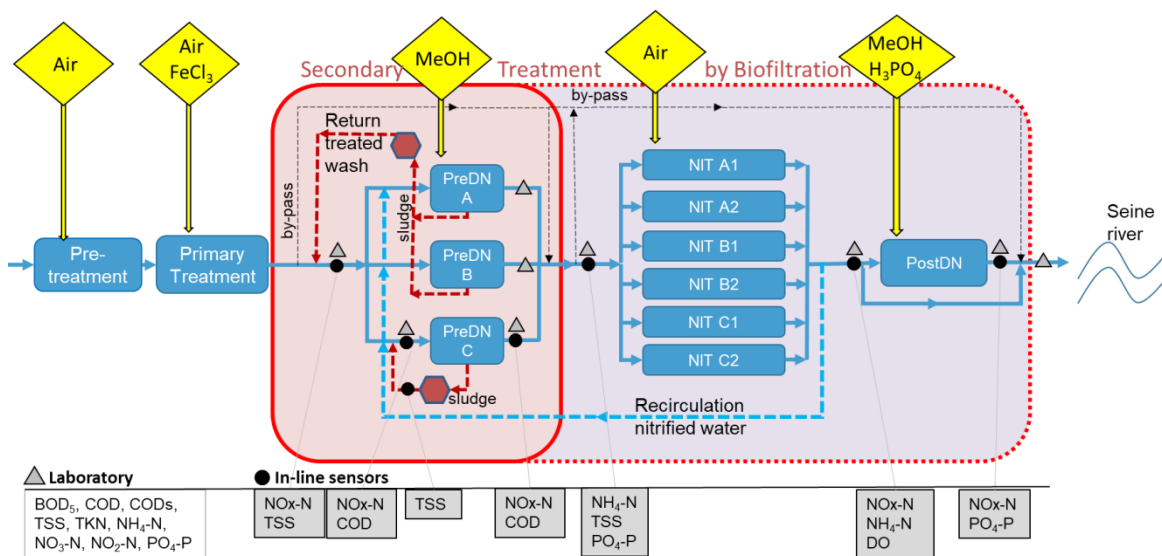 Air
Air
FeCl₃
MeOH
Air
MeOH
H₃PO₄
Secondary Treatment by Biofiltration
by-pass
by-pass
Return
treated
wash
by-pass
sludge
PreDN
A
PreDN
B
PreDN
C
sludge
NIT A1
NIT A2
NIT B1
NIT B2
NIT C1
NIT C2
Pre-
treatment
Primary
Treatment
PostDN
Seine
river
Recirculation
nitrified water
Laboratory
In-line sensors
BOD₅, COD, CODs,
TSS, TKN, NH₄-N,
NO₃-N, NO₂-N, PO₄-P
NOx-N
TSS
NOx-N
COD
TSS
NOx-N
COD
NH₄-N
TSS
PO₄-P
NOx-N
NH₄-N
DO
NOx-N
PO₄-P